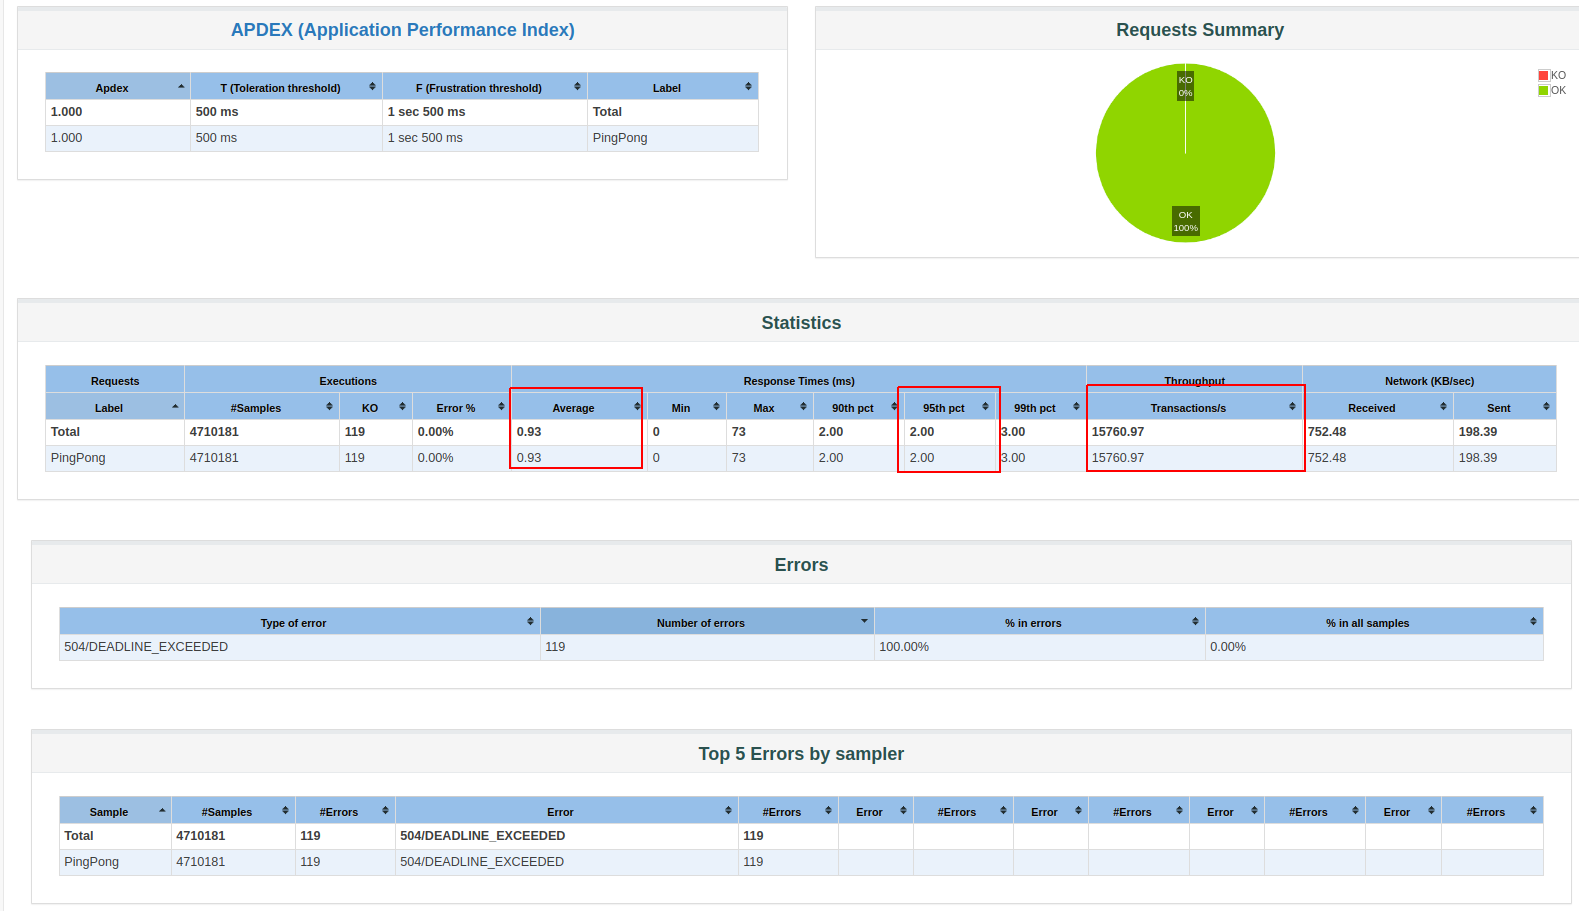 APDEX (Application Performance Index)
Apdex T (Toleration threshold) F (Frustration threshold) Label
1.000 500 ms 1 sec 500 ms Total
1.000 500 ms 1 sec 500 ms PingPong
Requests Summary
KO
0%
OK
100%
KO
OK
Statistics
Requests Executions Response Times (ms) Throughput Network (KB/sec)
Label #Samples KO Error % Average Min Max 90th pct 95th pct 99th pct Transactions/s Received Sent
Total 4710181 119 0.00% 0.93 0 73 2.00 2.00 3.00 15760.97 752.48 198.39
PingPong 4710181 119 0.00% 0.93 0 73 2.00 2.00 3.00 15760.97 752.48 198.39
Errors
Type of error Number of errors % in errors % in all samples
504/DEADLINE_EXCEEDED 119 100.00% 0.00%
Top 5 Errors by sampler
Sample #Samples #Errors Error #Errors Error #Errors Error #Errors Error #Errors Error #Errors
Total 4710181 119 504/DEADLINE_EXCEEDED 119
PingPong 4710181 119 504/DEADLINE_EXCEEDED 119